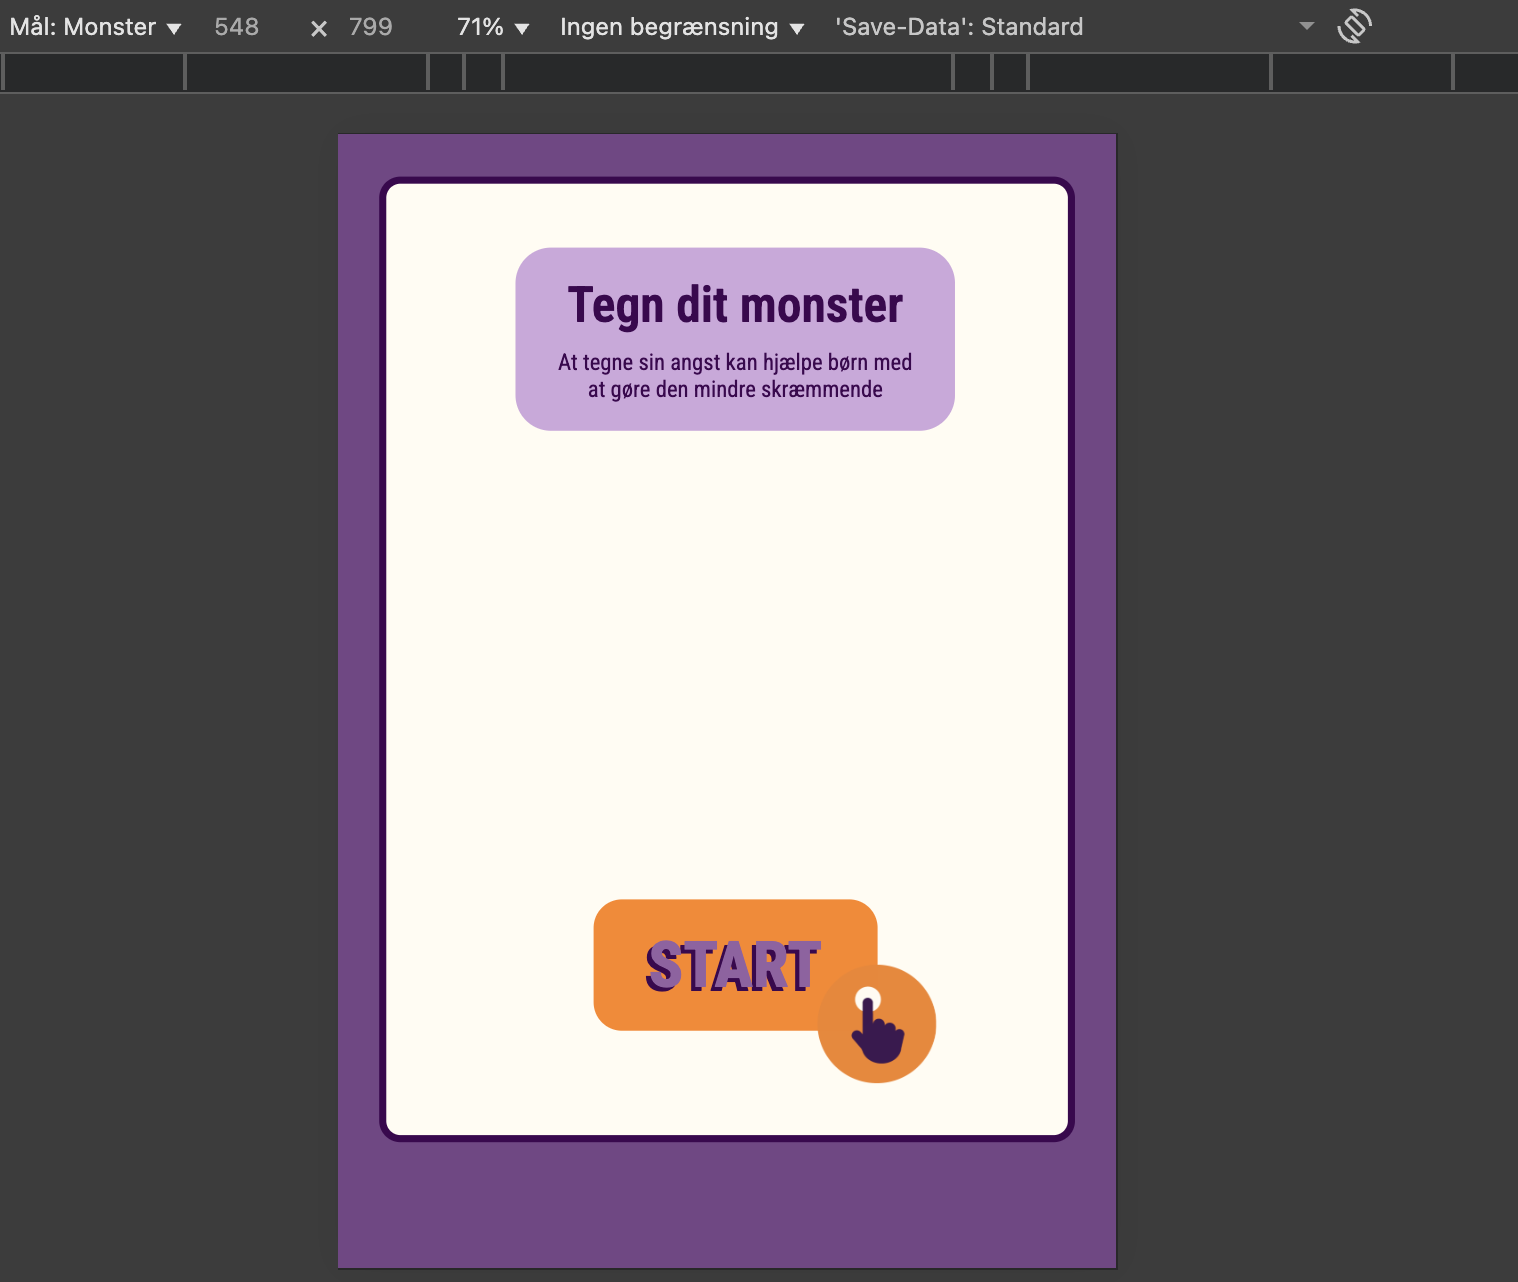 Mål: Monster ▼ 548 × 799 71% ▼ Ingen begrænsning ▼ 'Save-Data': Standard
Tegn dit monster
At tegne sin angst kan hjælpe børn med
at gøre den mindre skræmmende
START